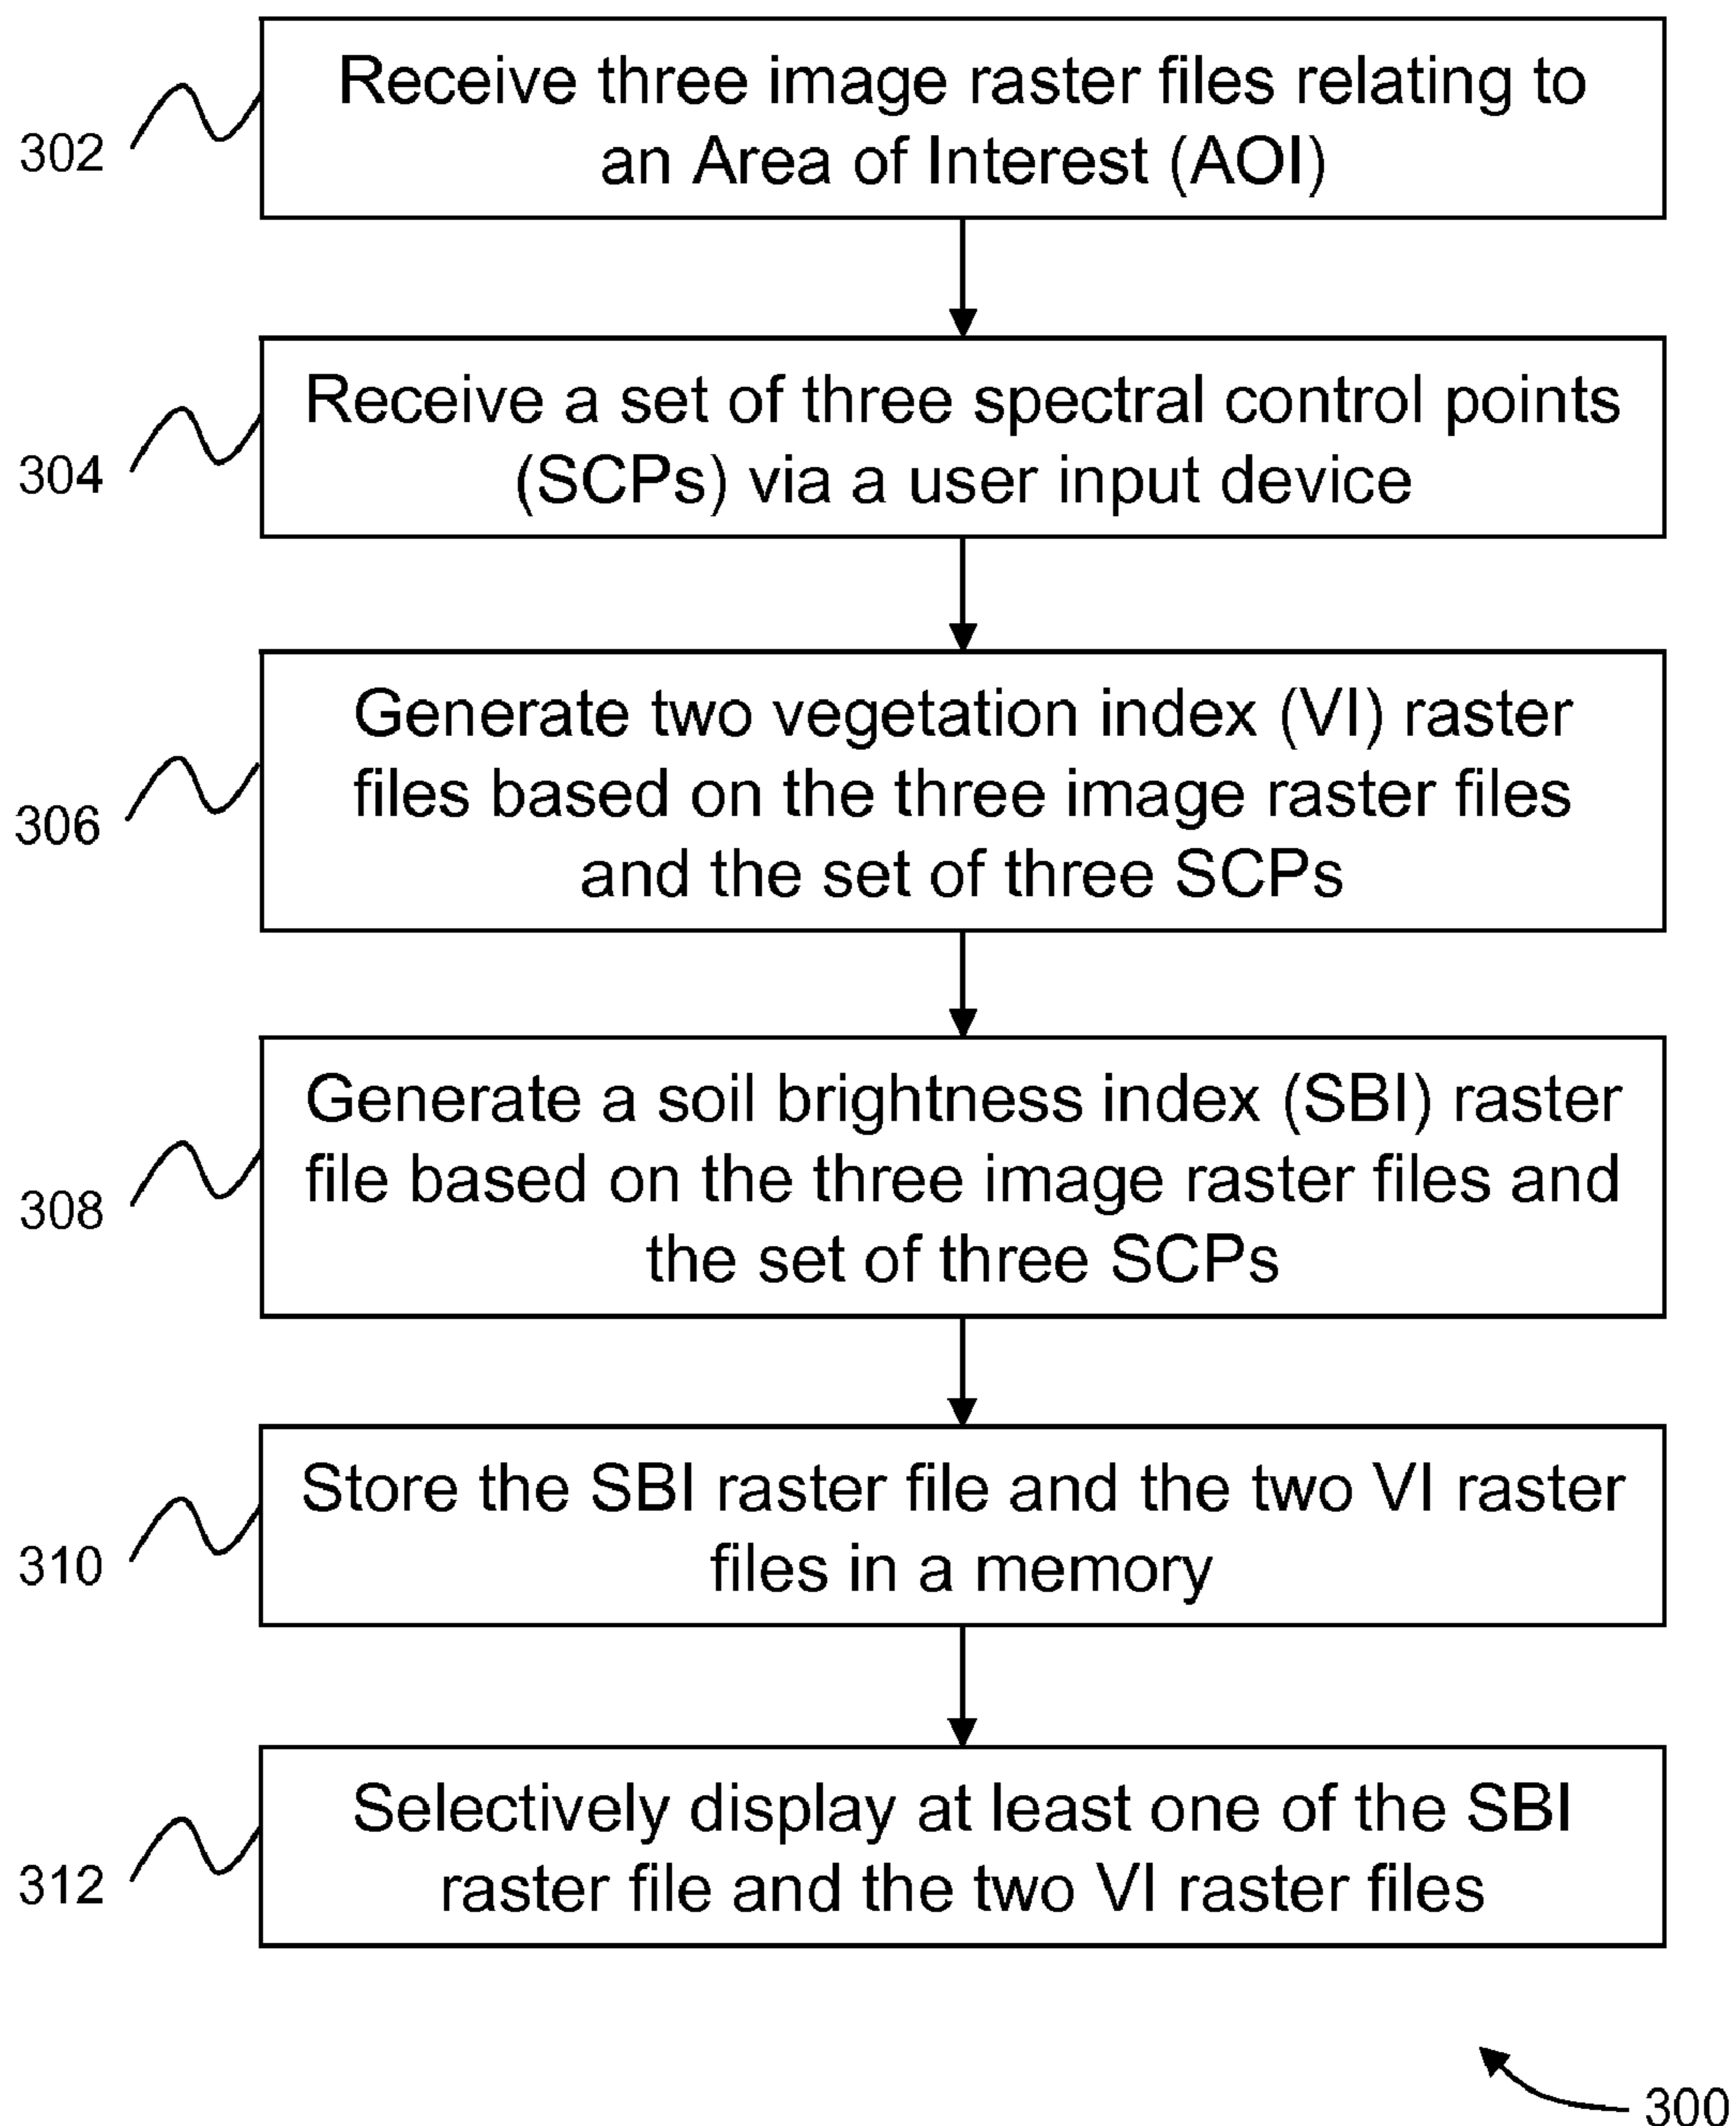 Receive three image raster files relating to
an Area of Interest (AOI)
302
Receive a set of three spectral control points
(SCPs) via a user input device
304
Generate two vegetation index (VI) raster
files based on the three image raster files
and the set of three SCPs
306
Generate a soil brightness index (SBI) raster
file based on the three image raster files and
the set of three SCPs
308
Store the SBI raster file and the two VI raster
files in a memory
310
Selectively display at least one of the SBI
raster file and the two VI raster files
312
300